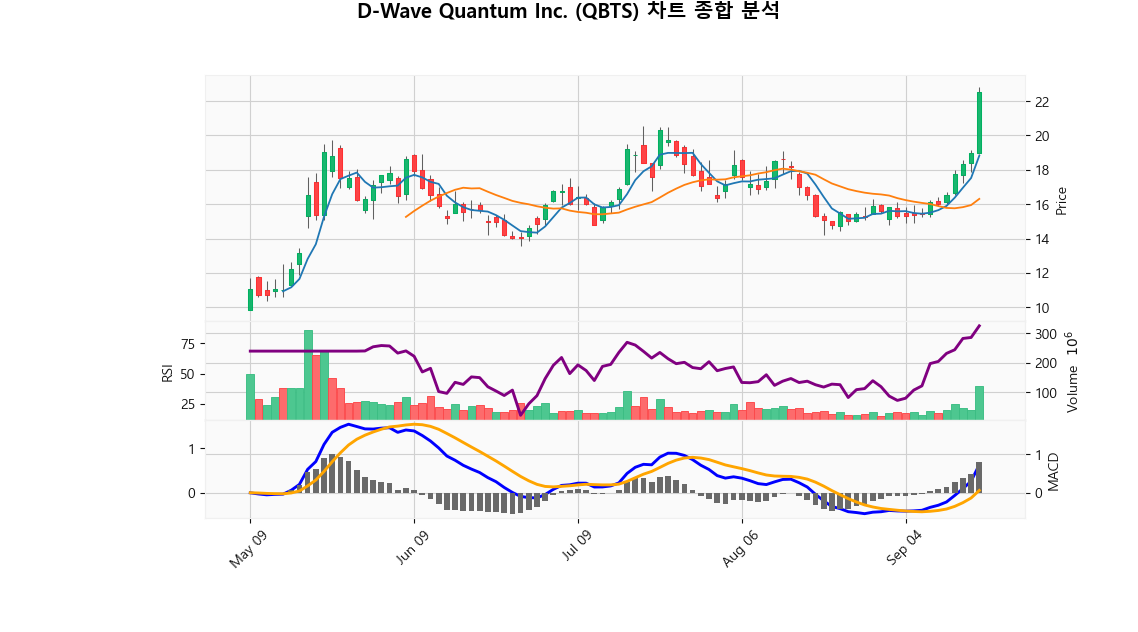 D-Wave Quantum Inc. (QBTS) 차트 종합 분석
22
20
18
16
14
12
10
Price
75
50
25
RSI
300
200
100
Volume 10^6
1
0
1
0
MACD
May 09
Jun 09
Jul 09
Aug 06
Sep 04